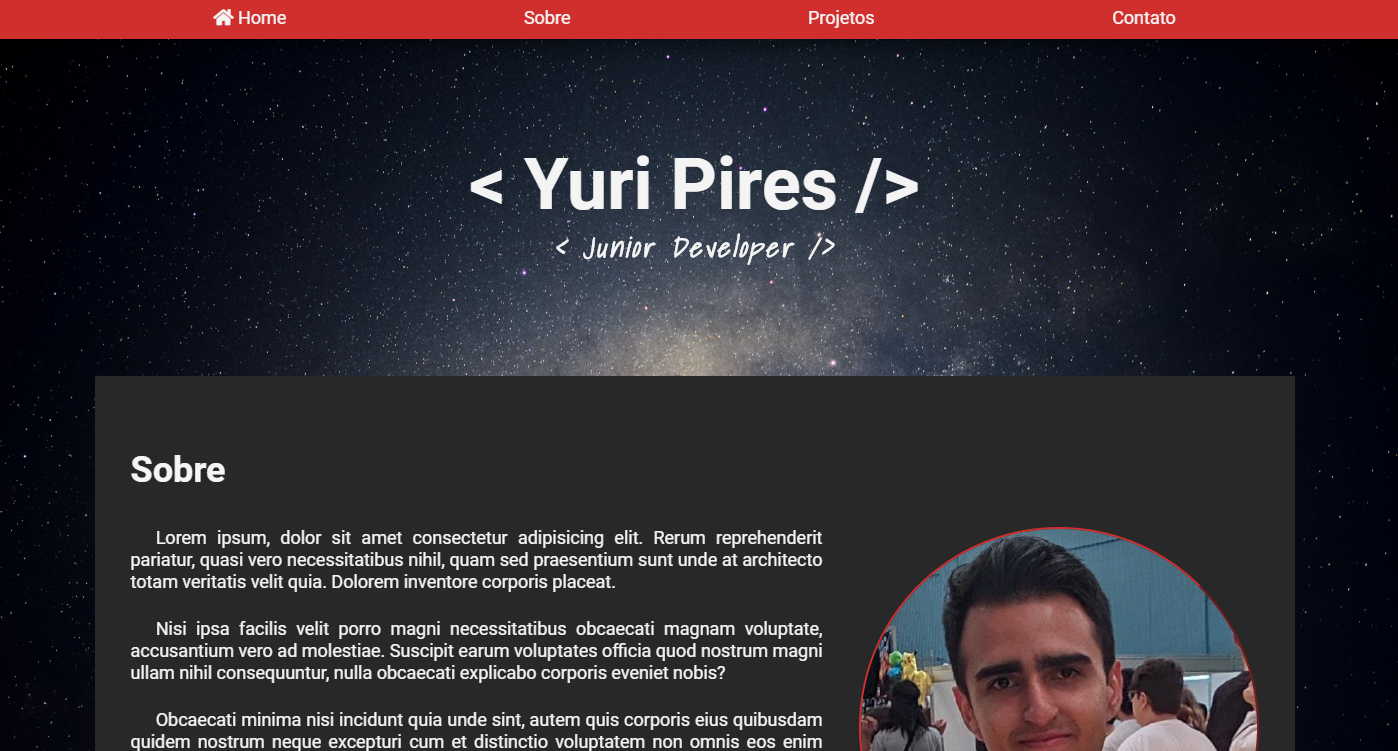 Home Sobre Projetos Contato
< Yuri Pires />
< Junior Developer />
Sobre
Lorem ipsum, dolor sit amet consectetur adipisicing elit. Rerum reprehenderit
pariatur, quasi vero necessitatibus nihil, quam sed praesentium sunt unde at architecto
totam veritatis velit quia. Dolorem inventore corporis placeat.
Nisi ipsa facilis velit porro magni necessitatibus obcaecati magnam voluptate,
accusantium vero ad molestiae. Suscipit earum voluptates officia quod nostrum magni
ullam nihil consequuntur, nulla obcaecati explicabo corporis eveniet nobis?
Obcaecati minima nisi incidunt quia unde sint, autem quis corporis eius quibusdam
quidem nostrum neque excepturi cum et distinctio voluptatem non omnis eos enim